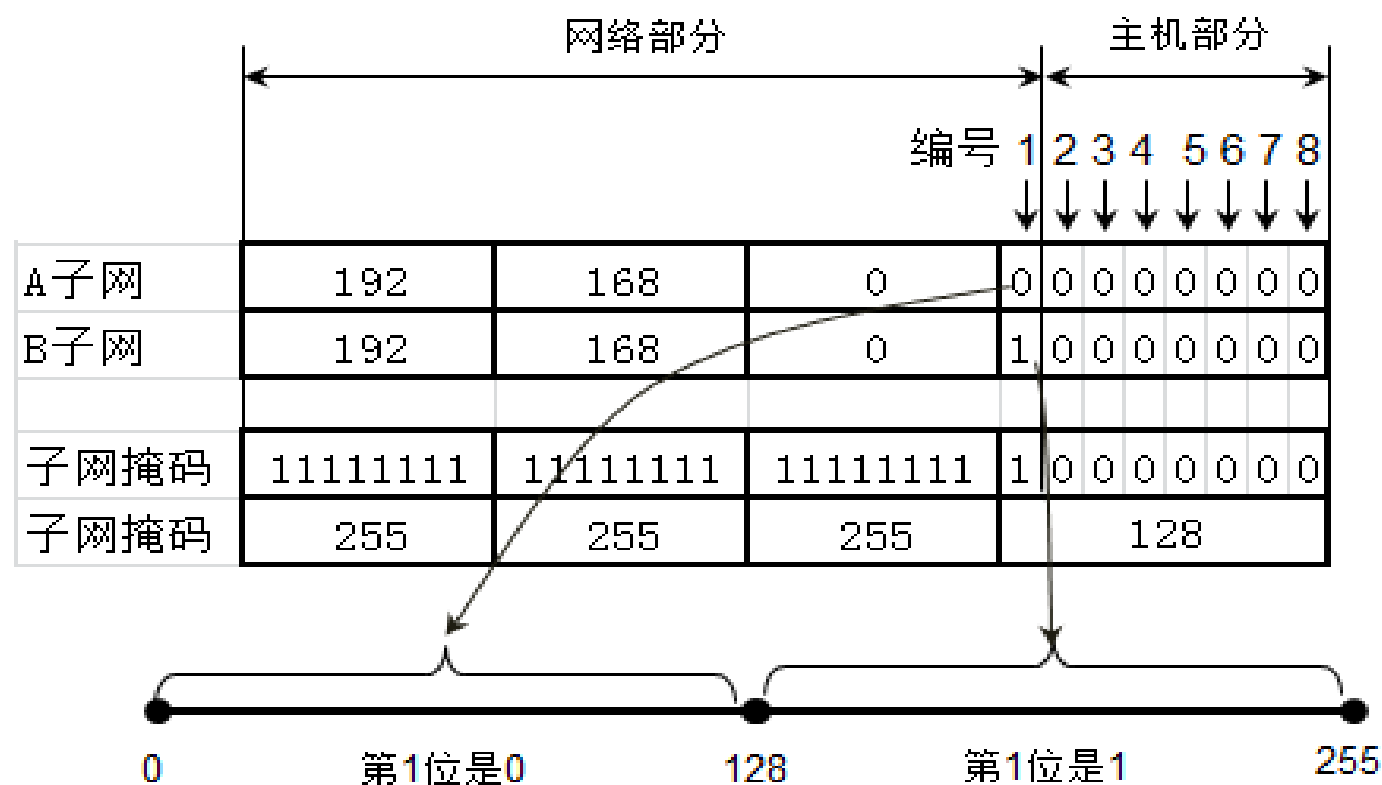 网络部分 主机部分
编号 1 2 3 4 5 6 7 8
A子网 192 168 0 0 0 0 0 0 0 0 0
B子网 192 168 0 1 0 0 0 0 0 0 0
子网掩码 11111111 11111111 11111111 1 0 0 0 0 0 0 0
子网掩码 255 255 255 128
0 第1位是0 128 第1位是1 255